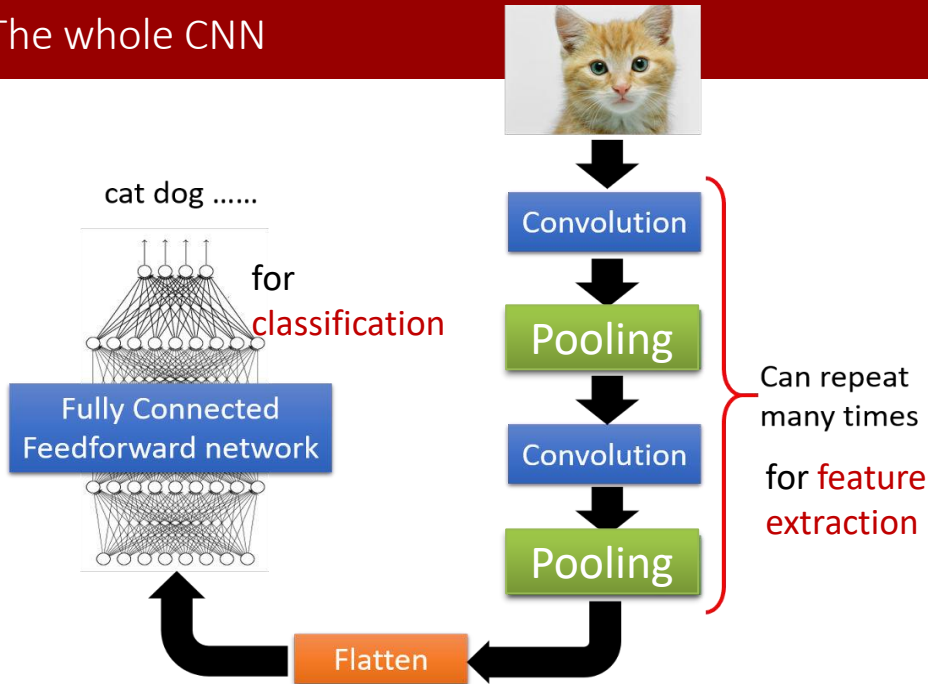 The whole CNN
Convolution
Pooling
Convolution
Pooling
Can repeat
many times
for feature
extraction
Flatten
cat dog ......
for
classification
Fully Connected
Feedforward network